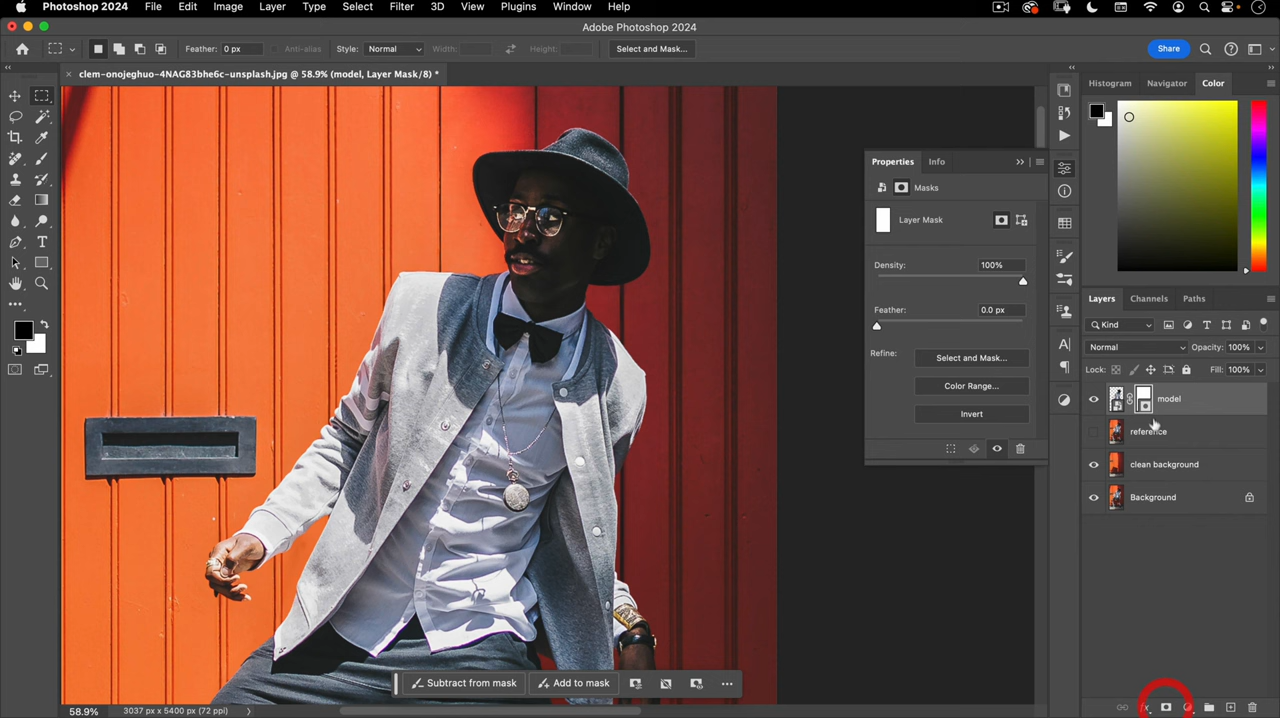 Photoshop 2024 File Edit Image Layer Type Select Filter 3D View Plugins Window Help
Adobe Photoshop 2024
Feather: 0 px Anti-alias Style: Normal Width: Height: Select and Mask... Share
clem-onojeghuo-4NAG83bhe6c-unsplash.jpg @ 58.9% (model, Layer Mask/8) *
Histogram Navigator Color
Properties Info
Masks
Layer Mask
Density: 100%
Feather: 0.0 px
Refine: Select and Mask...
Color Range...
Invert
Layers Channels Paths
Kind
Normal Opacity: 100%
Lock: Fill: 100%
model
reference
clean background
Background
Subtract from mask Add to mask
58.9% 3037 px x 5400 px (72 ppi)